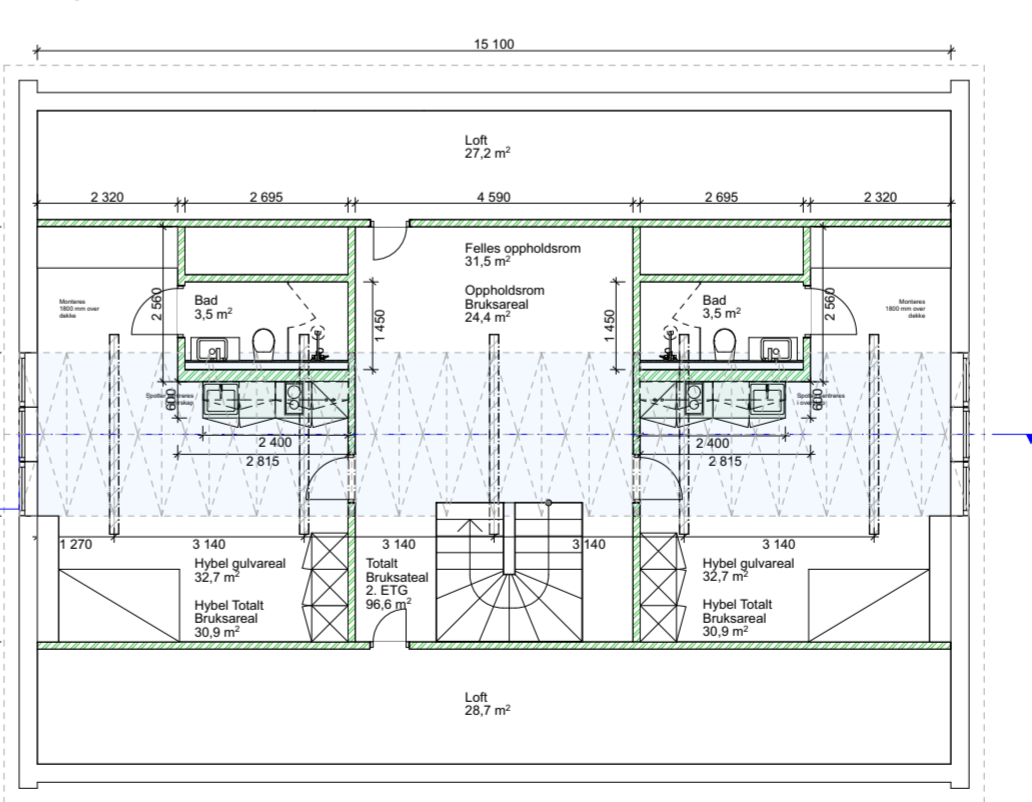 15 100
Loft
27,2 m²
2 320
2 695
4 590
2 695
2 320
Felles oppholdsrom
31,5 m²
Oppholdsrom
Bruksareal
24,4 m²
Monteres
1800 mm over
dekke
2 560
Bad
3,5 m²
1 450
1 450
Bad
3,5 m²
2 560
Monteres
1800 mm over
dekke
600
600
2 400
2 815
2 400
2 815
1 270
3 140
3 140
3 140
3 140
Hybel gulvareal
32,7 m²
Hybel Totalt
Bruksareal
30,9 m²
Totalt
Bruksateal
2. ETG
96,6 m²
Hybel gulvareal
32,7 m²
Hybel Totalt
Bruksareal
30,9 m²
Loft
28,7 m²